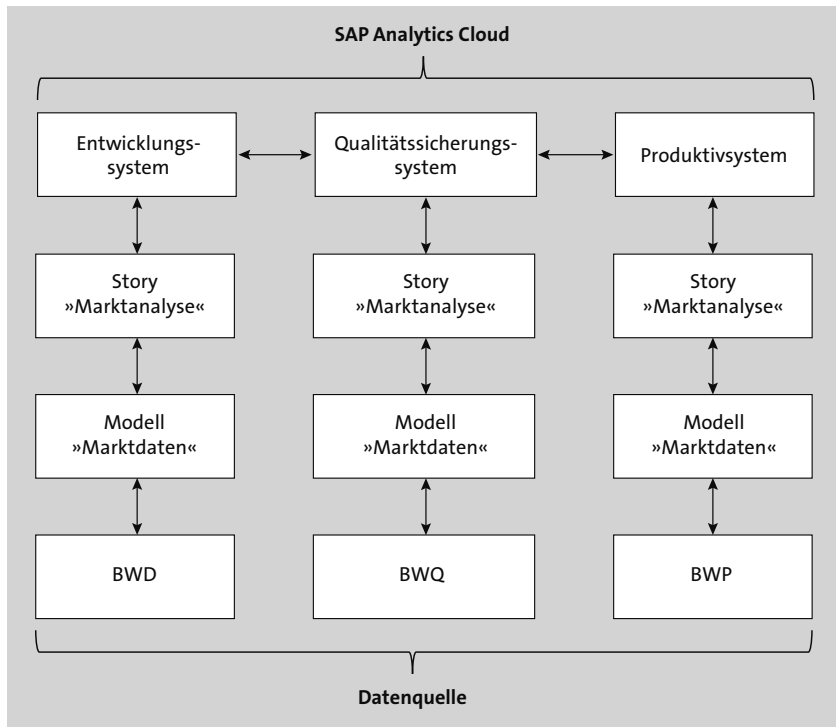 SAP Analytics Cloud
Entwicklungs-
system
Qualitätssicherungs-
system
Produktivsystem
Story
»Marktanalyse«
Story
»Marktanalyse«
Story
»Marktanalyse«
Modell
»Marktdaten«
Modell
»Marktdaten«
Modell
»Marktdaten«
BWD
BWQ
BWP
Datenquelle